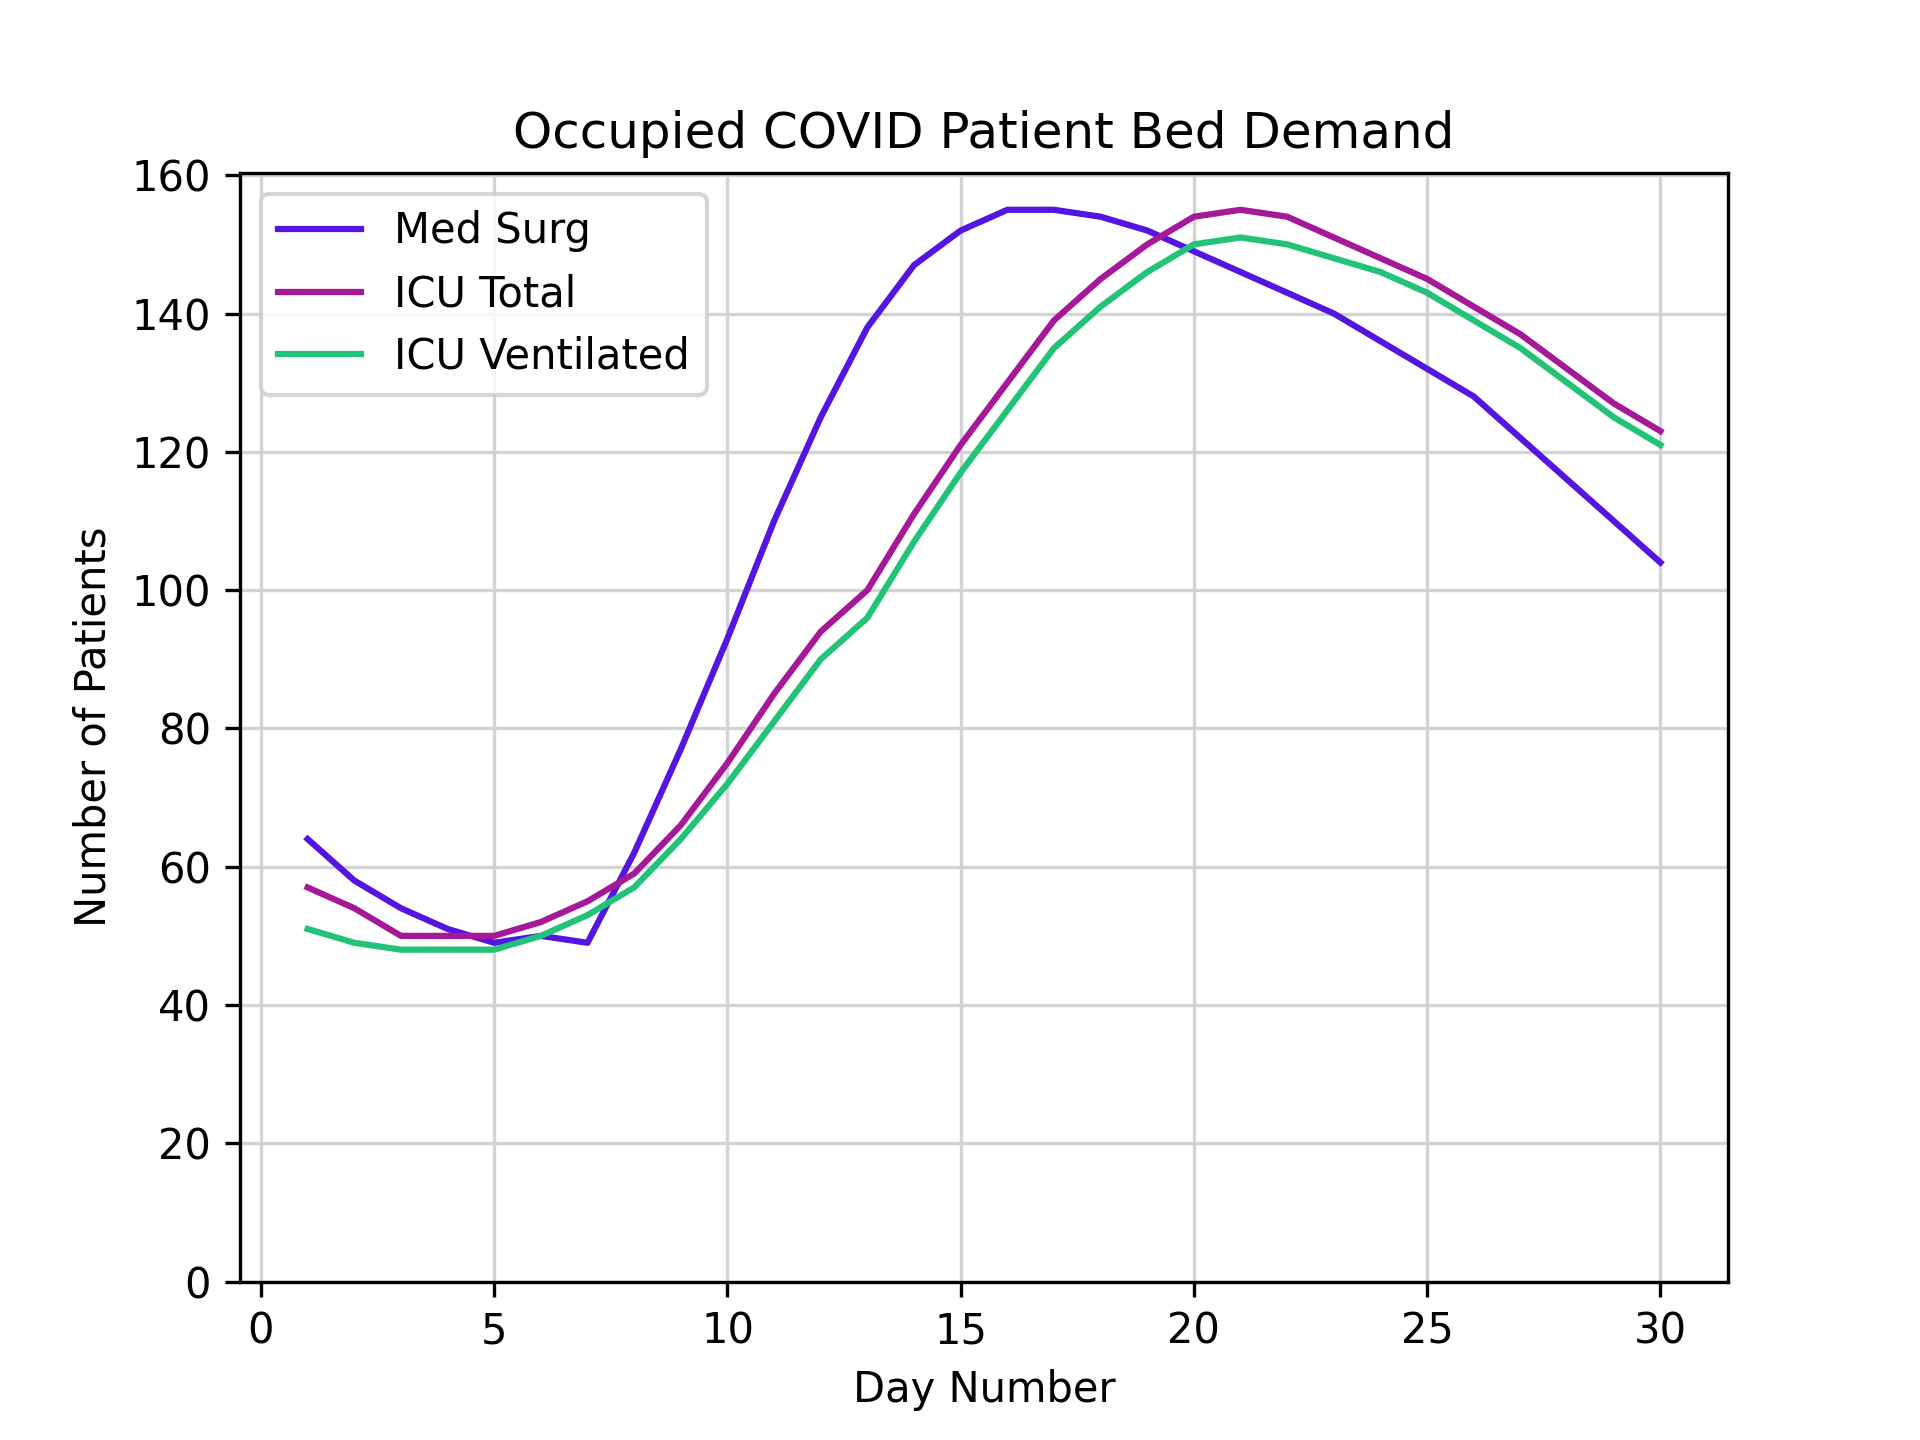 Occupied COVID Patient Bed Demand
Med Surg
ICU Total
ICU Ventilated
Number of Patients
160
140
120
100
80
60
40
20
0
0 5 10 15 20 25 30
Day Number